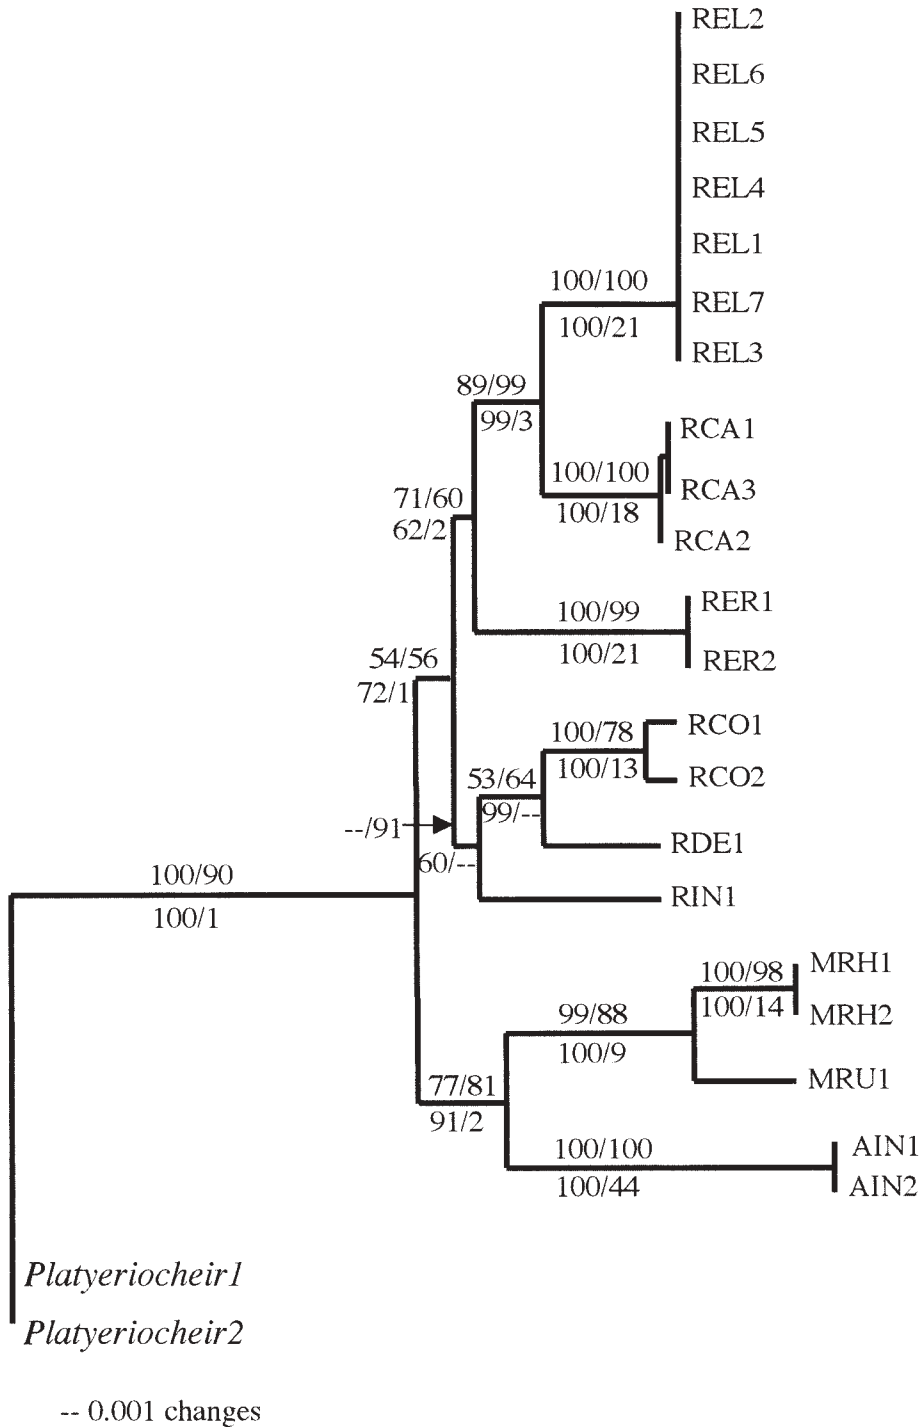 REL2
REL6
REL5
REL4
REL1
100/100
REL7
100/21
REL3
89/99
99/3
RCA1
100/100
RCA3
71/60
100/18
62/2
RCA2
RER1
100/99
100/21
RER2
54/56
72/1
RCO1
100/78
100/13
RCO2
53/64
99/--
--/91
RDE1
60/--
100/90
RIN1
100/1
MRH1
100/98
100/14
MRH2
99/88
100/9
MRU1
77/81
91/2
AIN1
100/100
100/44
AIN2
Platyeriocheir1
Platyeriocheir2
-- 0.001 changes